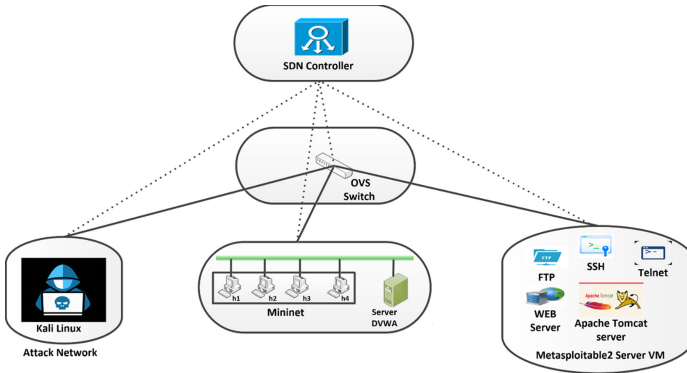 SDN Controller
OVS
Switch
Kali Linux
Attack Network
h1
h2
h3
h4
Mininet
Server
DVWA
FTP
FTP
SSH
Telnet
WEB
Server
Apache Tomcat
Apache Tomcat
server
Metasploitable2 Server VM